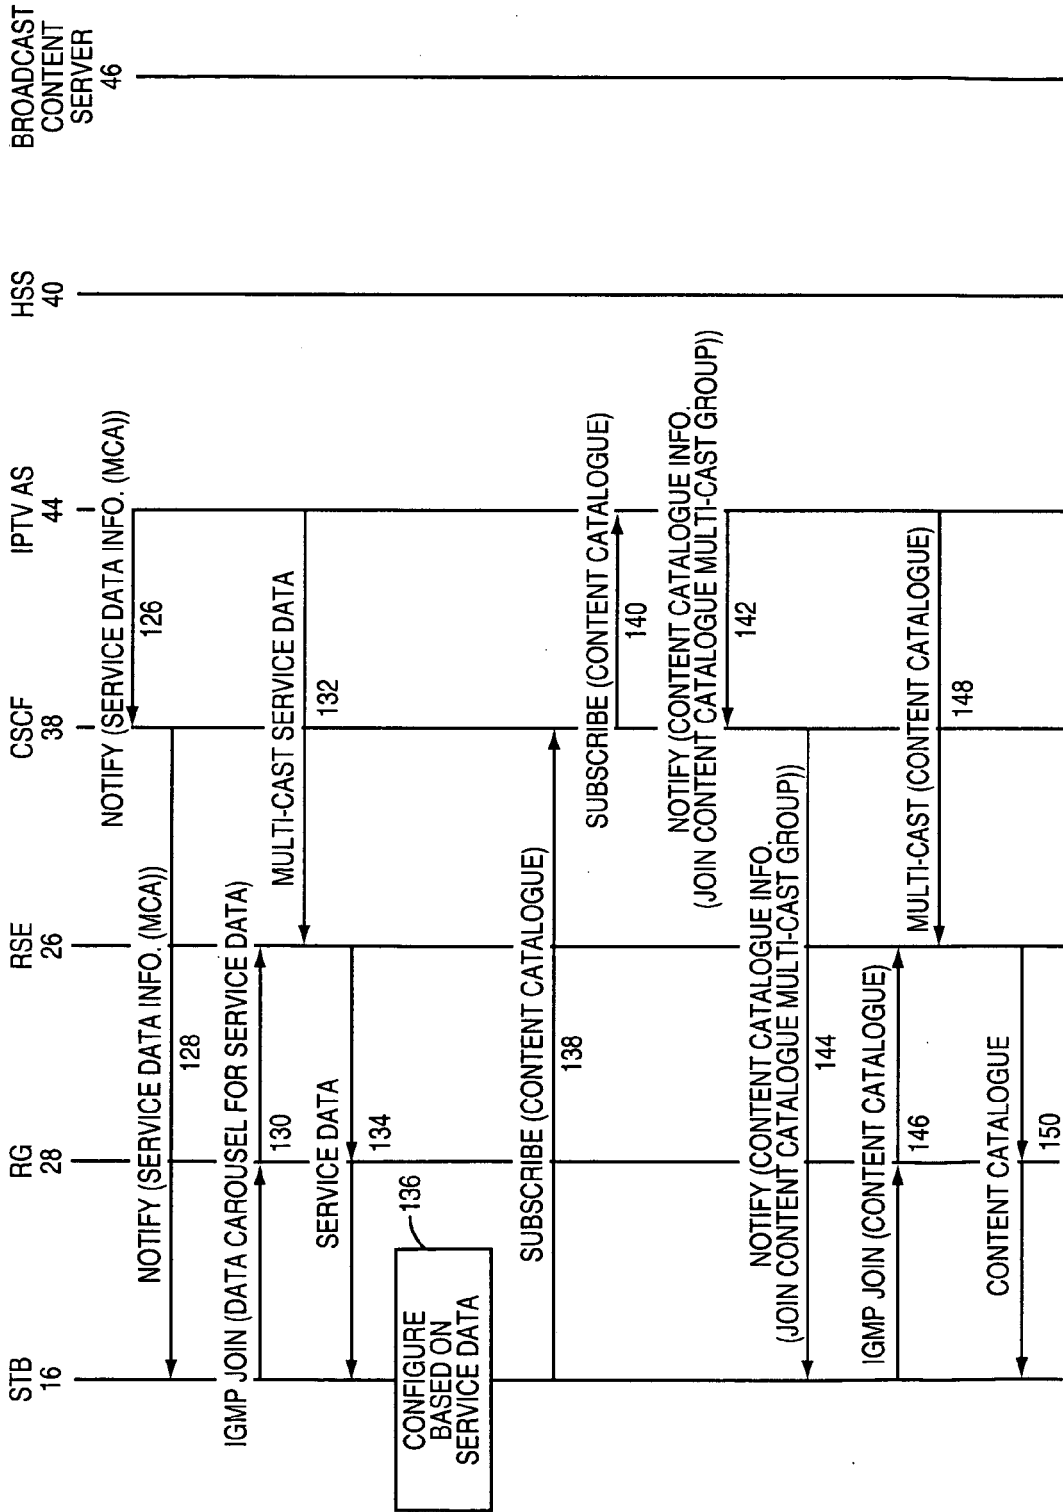 STB
16
RG
28
RSE
26
CSCF
38
IPTV AS
44
HSS
40
BROADCAST
CONTENT
SERVER
46
NOTIFY (SERVICE DATA INFO. (MCA))
126
NOTIFY (SERVICE DATA INFO. (MCA))
128
IGMP JOIN (DATA CAROUSEL FOR SERVICE DATA)
130
MULTI-CAST SERVICE DATA
132
SERVICE DATA
134
CONFIGURE
BASED ON
SERVICE DATA
136
SUBSCRIBE (CONTENT CATALOGUE)
138
SUBSCRIBE (CONTENT CATALOGUE)
140
NOTIFY (CONTENT CATALOGUE INFO.
(JOIN CONTENT CATALOGUE MULTI-CAST GROUP))
142
NOTIFY (CONTENT CATALOGUE INFO.
(JOIN CONTENT CATALOGUE MULTI-CAST GROUP))
144
IGMP JOIN (CONTENT CATALOGUE)
146
MULTI-CAST (CONTENT CATALOGUE)
148
CONTENT CATALOGUE
150